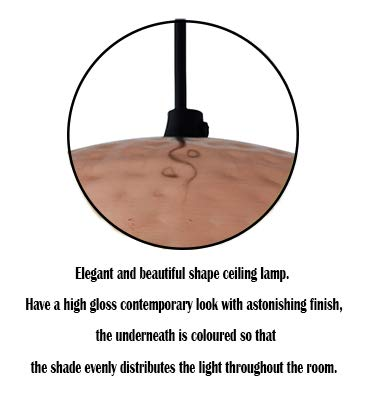 Elegant and beautiful shape ceiling lamp.
Have a high gloss contemporary look with astonishing finish,
the underneath is coloured so that
the shade evenly distributes the light throughout the room.